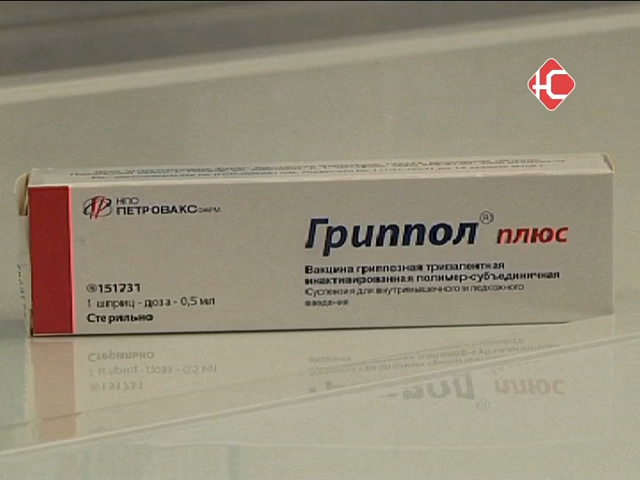 Ю
НПО
ПЕТРОВАКС ФАРМ
Гриппол® плюс
Вакцина гриппозная тривалентная
инактивированная полимер-субъединичная
Суспензия для внутримышечного и подкожного
введения
151731
1 шприц - доза - 0,5 мл
Стерильно